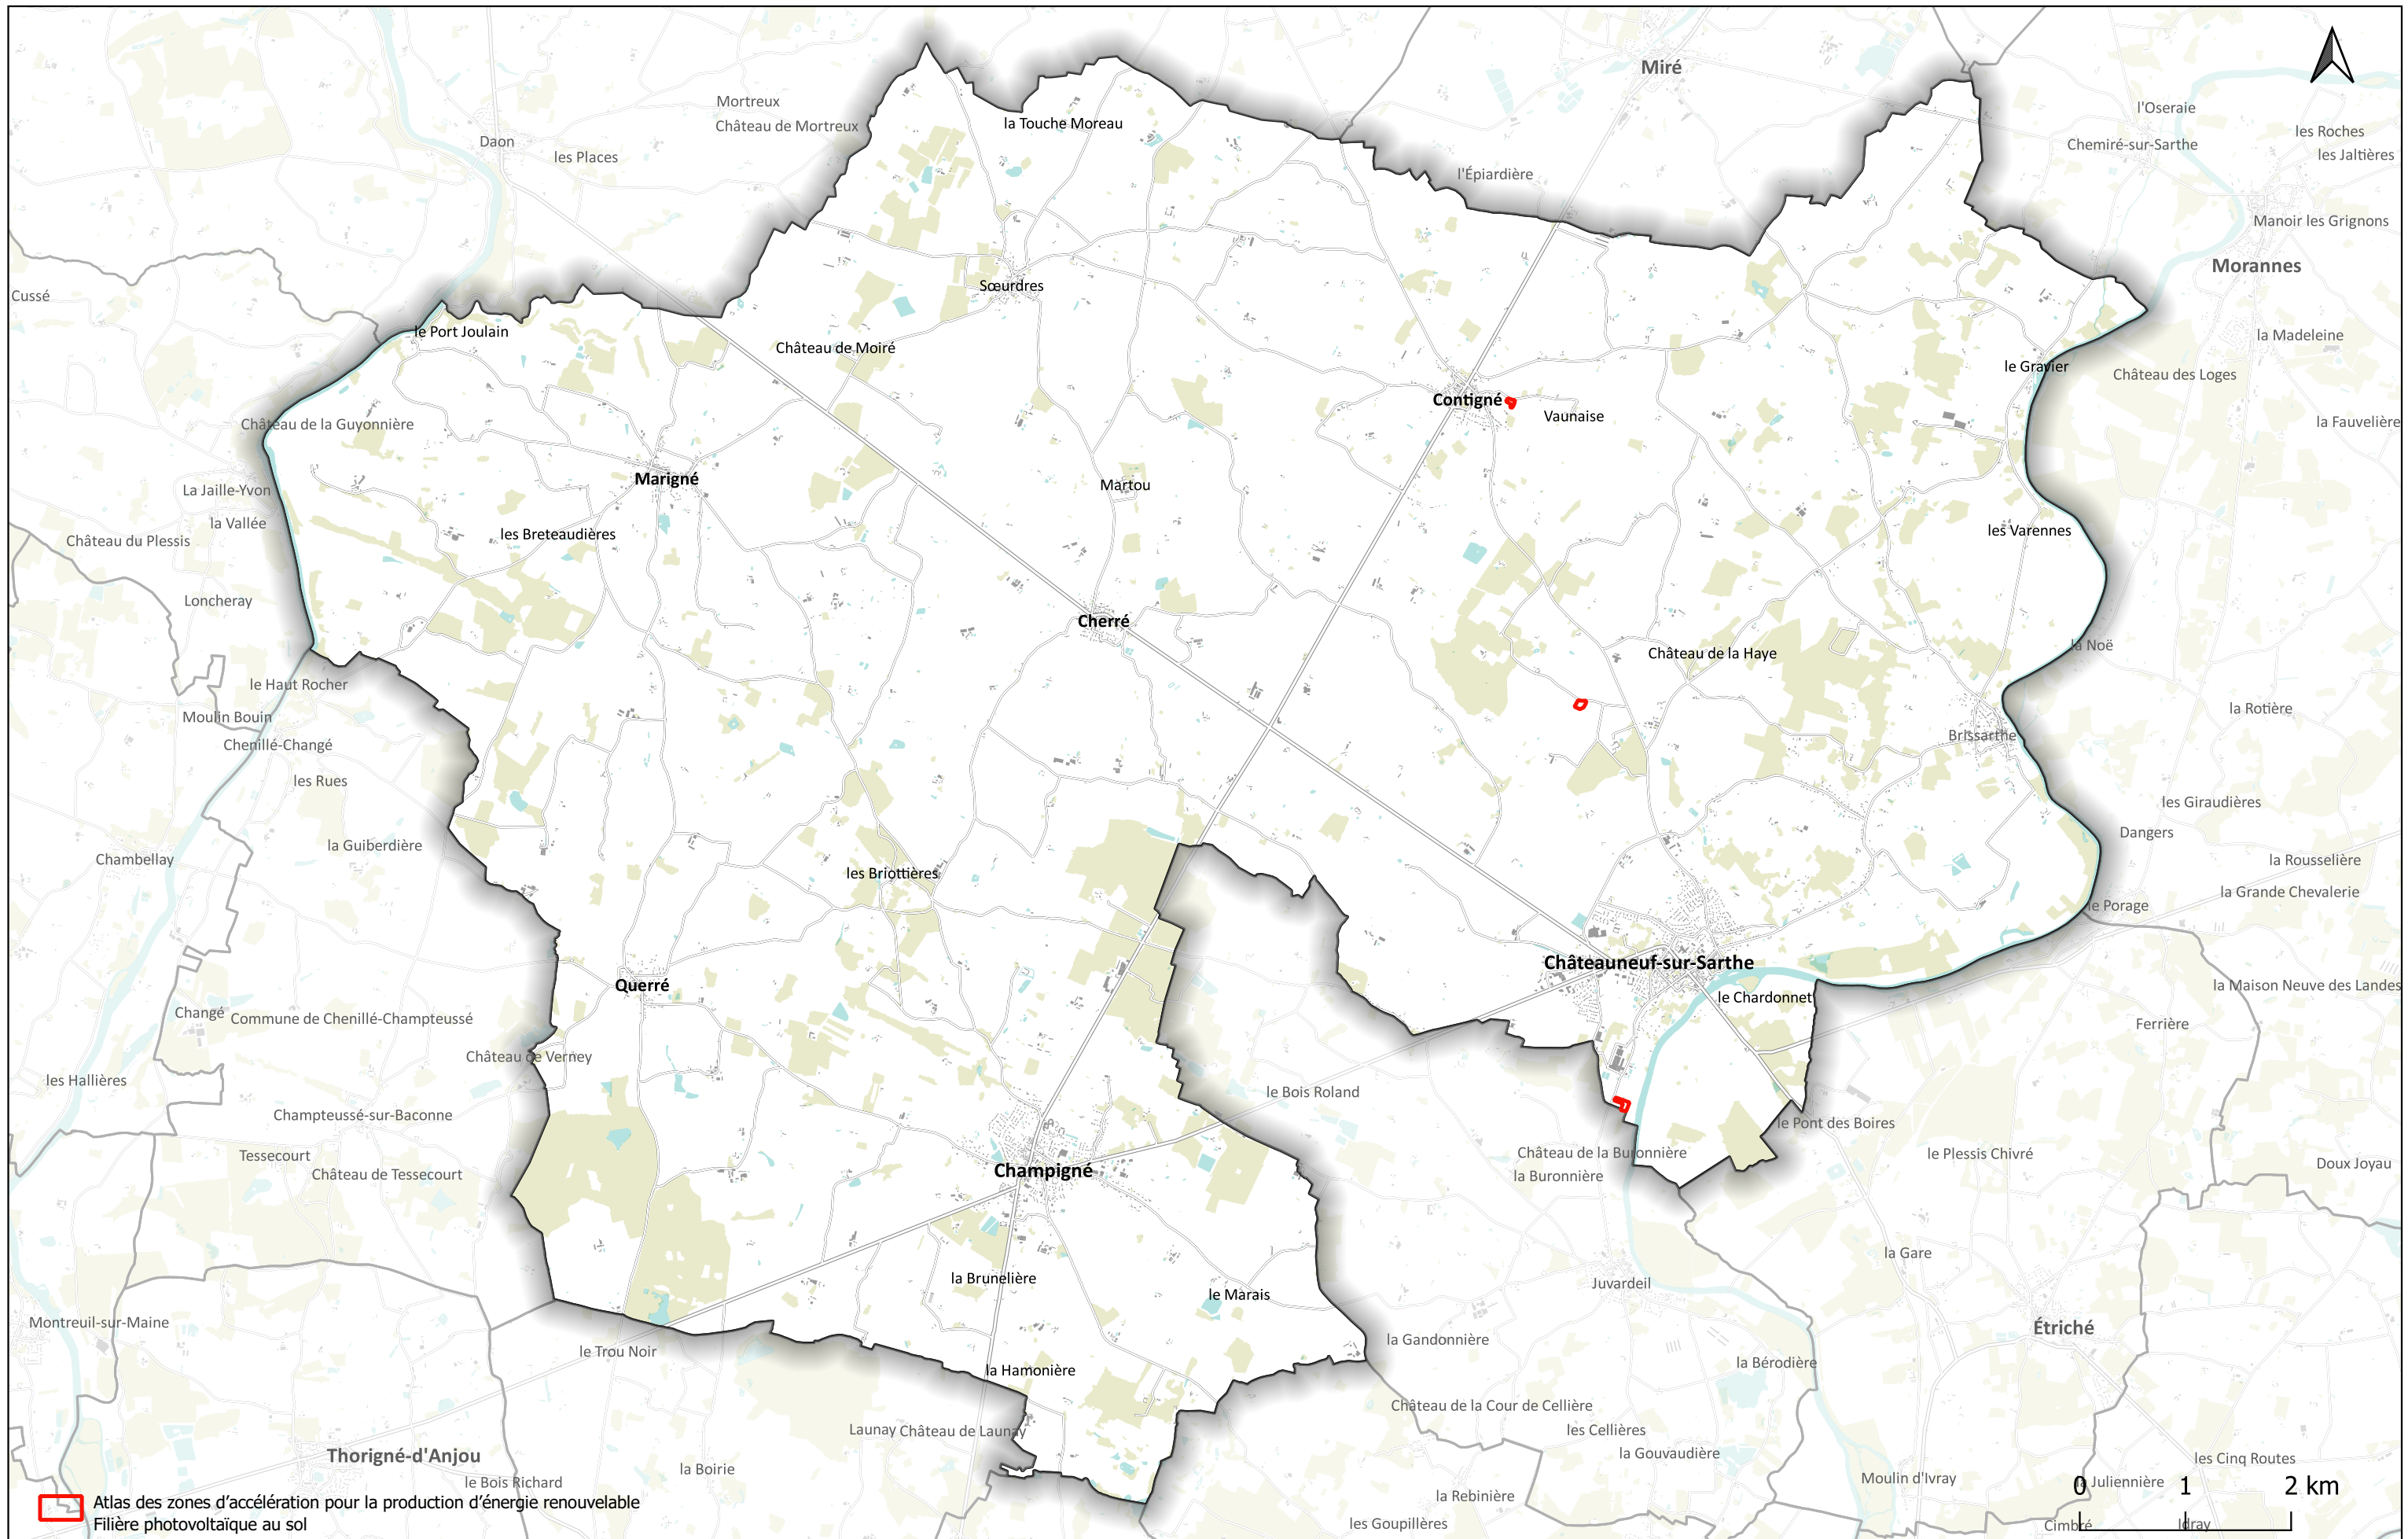 Miré
Mortreux
Château de Mortreux
la Touche Moreau
l'Oseraie
les Roches
Daon
les Places
Chemiré-sur-Sarthe
les Jaltières
l'Épiardière
Manoir les Grignons
Morannes
Sœurdres
Cussé
le Port Joulain
la Madeleine
Château de Moiré
le Gravier
Château des Loges
Contigné
Vaunaise
Château de la Guyonnière
la Fauvelière
Marigné
Martou
La Jaille-Yvon
la Vallée
les Breteaudières
les Varennes
Château du Plessis
Loncheray
Cherré
Château de la Haye
la Noë
le Haut Rocher
la Rotière
Moulin Bouin
Brissarthe
Chenillé-Changé
les Rues
les Giraudières
Dangers
la Guiberdière
Chambellay
la Rousselière
les Briottières
la Grande Chevalerie
le Porage
Châteauneuf-sur-Sarthe
Querré
la Maison Neuve des Landes
le Chardonnet
Changé
Commune de Chenillé-Champteussé
Ferrière
Château de Verney
les Hallières
le Bois Roland
Champteussé-sur-Baconne
le Pont des Boires
Tessecourt
Château de la Buronnière
le Plessis Chivré
Château de Tessecourt
Champigné
la Buronnière
Doux Joyau
la Gare
la Brunelière
Juvardeil
le Marais
Montreuil-sur-Maine
Étriché
le Trou Noir
la Gandonnière
la Bérodière
la Hamonière
Château de la Cour de Cellière
Launay
Château de Launay
les Cellières
Thorigné-d'Anjou
la Gouvaudière
les Cinq Routes
la Boirie
le Bois Richard
Moulin d'Ivray
la Juliennière
0 1 2 km
la Rebinière
Atlas des zones d’accélération pour la production d’énergie renouvelable
Filière photovoltaïque au sol
les Goupillères
Cimbré
Idray